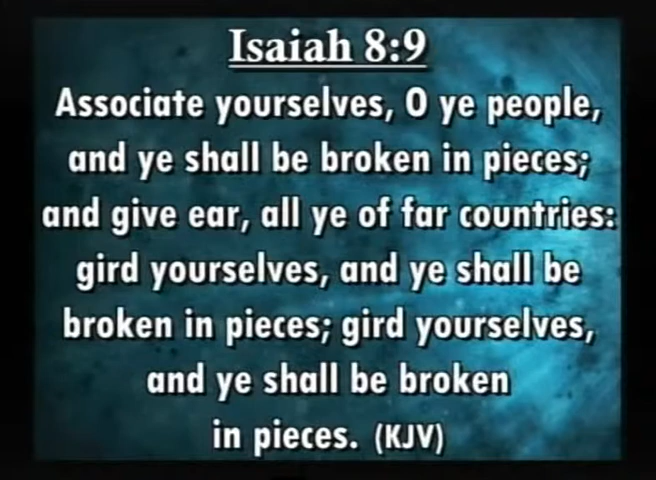 Isaiah 8:9
Associate yourselves, O ye people,
and ye shall be broken in pieces;
and give ear, all ye of far countries:
gird yourselves, and ye shall be
broken in pieces; gird yourselves,
and ye shall be broken
in pieces. (KJV)